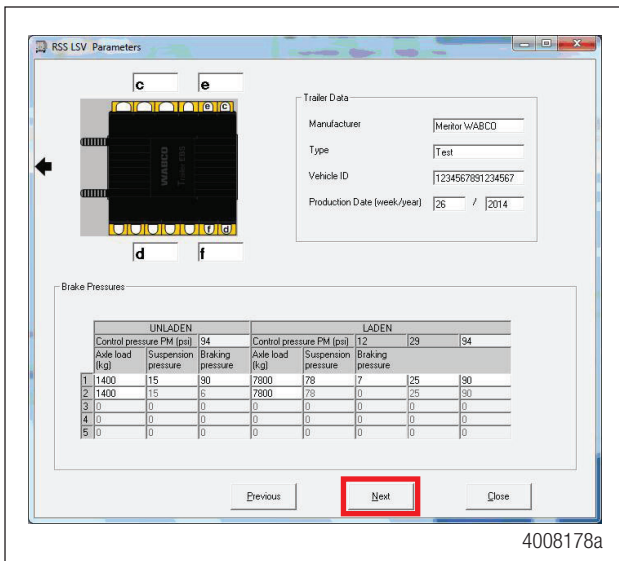 RSS LSV Parameters
c e
e c
WABCO
Trailer EBS
f d
d f
Trailer Data
Manufacturer Meritor WABCO
Type Test
Vehicle ID 1234567891234567
Production Date (week/year) 26 / 2014
Brake Pressures
UNLADEN LADEN
Control pressure PM (psi) 94 Control pressure PM (psi) 12 29 94
Axle load (kg) Suspension pressure Braking pressure Axle load (kg) Suspension pressure Braking pressure
1 1400 15 90 7800 78 7 25 90
2 1400 15 6 7800 78 0 25 90
3 0 0 0 0 0 0 0 0
4 0 0 0 0 0 0 0 0
5 0 0 0 0 0 0 0 0
Previous Next Close
4008178a